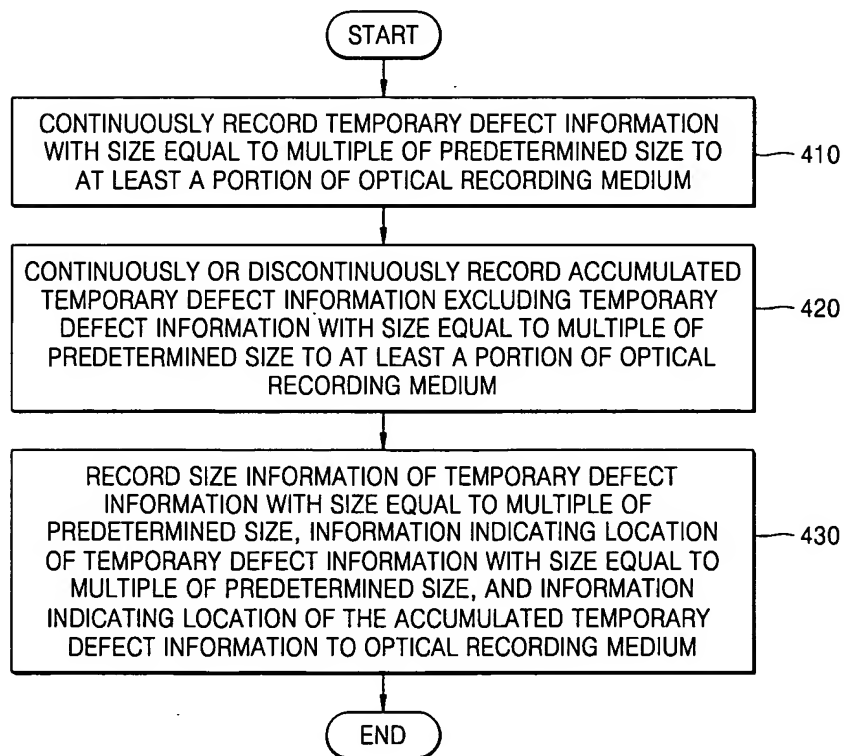 START
CONTINUOUSLY RECORD TEMPORARY DEFECT INFORMATION
WITH SIZE EQUAL TO MULTIPLE OF PREDETERMINED SIZE TO
AT LEAST A PORTION OF OPTICAL RECORDING MEDIUM
410
CONTINUOUSLY OR DISCONTINUOUSLY RECORD ACCUMULATED
TEMPORARY DEFECT INFORMATION EXCLUDING TEMPORARY
DEFECT INFORMATION WITH SIZE EQUAL TO MULTIPLE OF
PREDETERMINED SIZE TO AT LEAST A PORTION OF OPTICAL
RECORDING MEDIUM
420
RECORD SIZE INFORMATION OF TEMPORARY DEFECT
INFORMATION WITH SIZE EQUAL TO MULTIPLE OF
PREDETERMINED SIZE, INFORMATION INDICATING LOCATION
OF TEMPORARY DEFECT INFORMATION WITH SIZE EQUAL TO
MULTIPLE OF PREDETERMINED SIZE, AND INFORMATION
INDICATING LOCATION OF THE ACCUMULATED TEMPORARY
DEFECT INFORMATION TO OPTICAL RECORDING MEDIUM
430
END